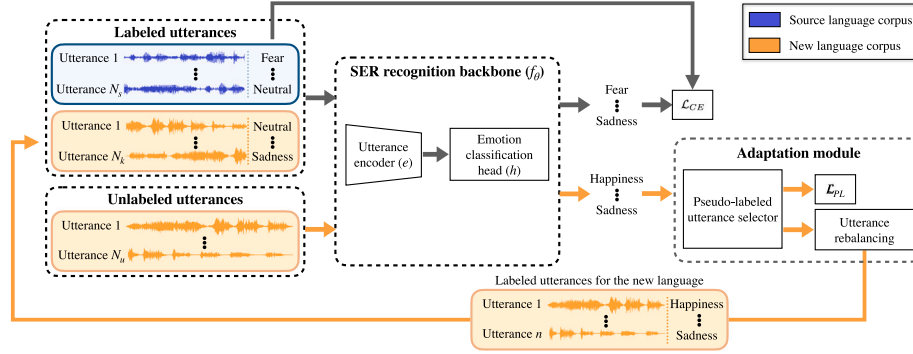 Labeled utterances
Utterance 1
Fear
Utterance Nₛ
Neutral
Utterance 1
Neutral
Utterance Nₖ
Sadness
Unlabeled utterances
Utterance 1
Utterance Nᵤ
SER recognition backbone (f_θ)
Utterance
encoder (e)
Emotion
classification
head (h)
Fear
Sadness
ℒ_CE
Happiness
Sadness
Source language corpus
New language corpus
Adaptation module
Pseudo-labeled
utterance selector
ℒ_PL
Utterance
rebalancing
Labeled utterances for the new language
Utterance 1
Happiness
Utterance n
Sadness